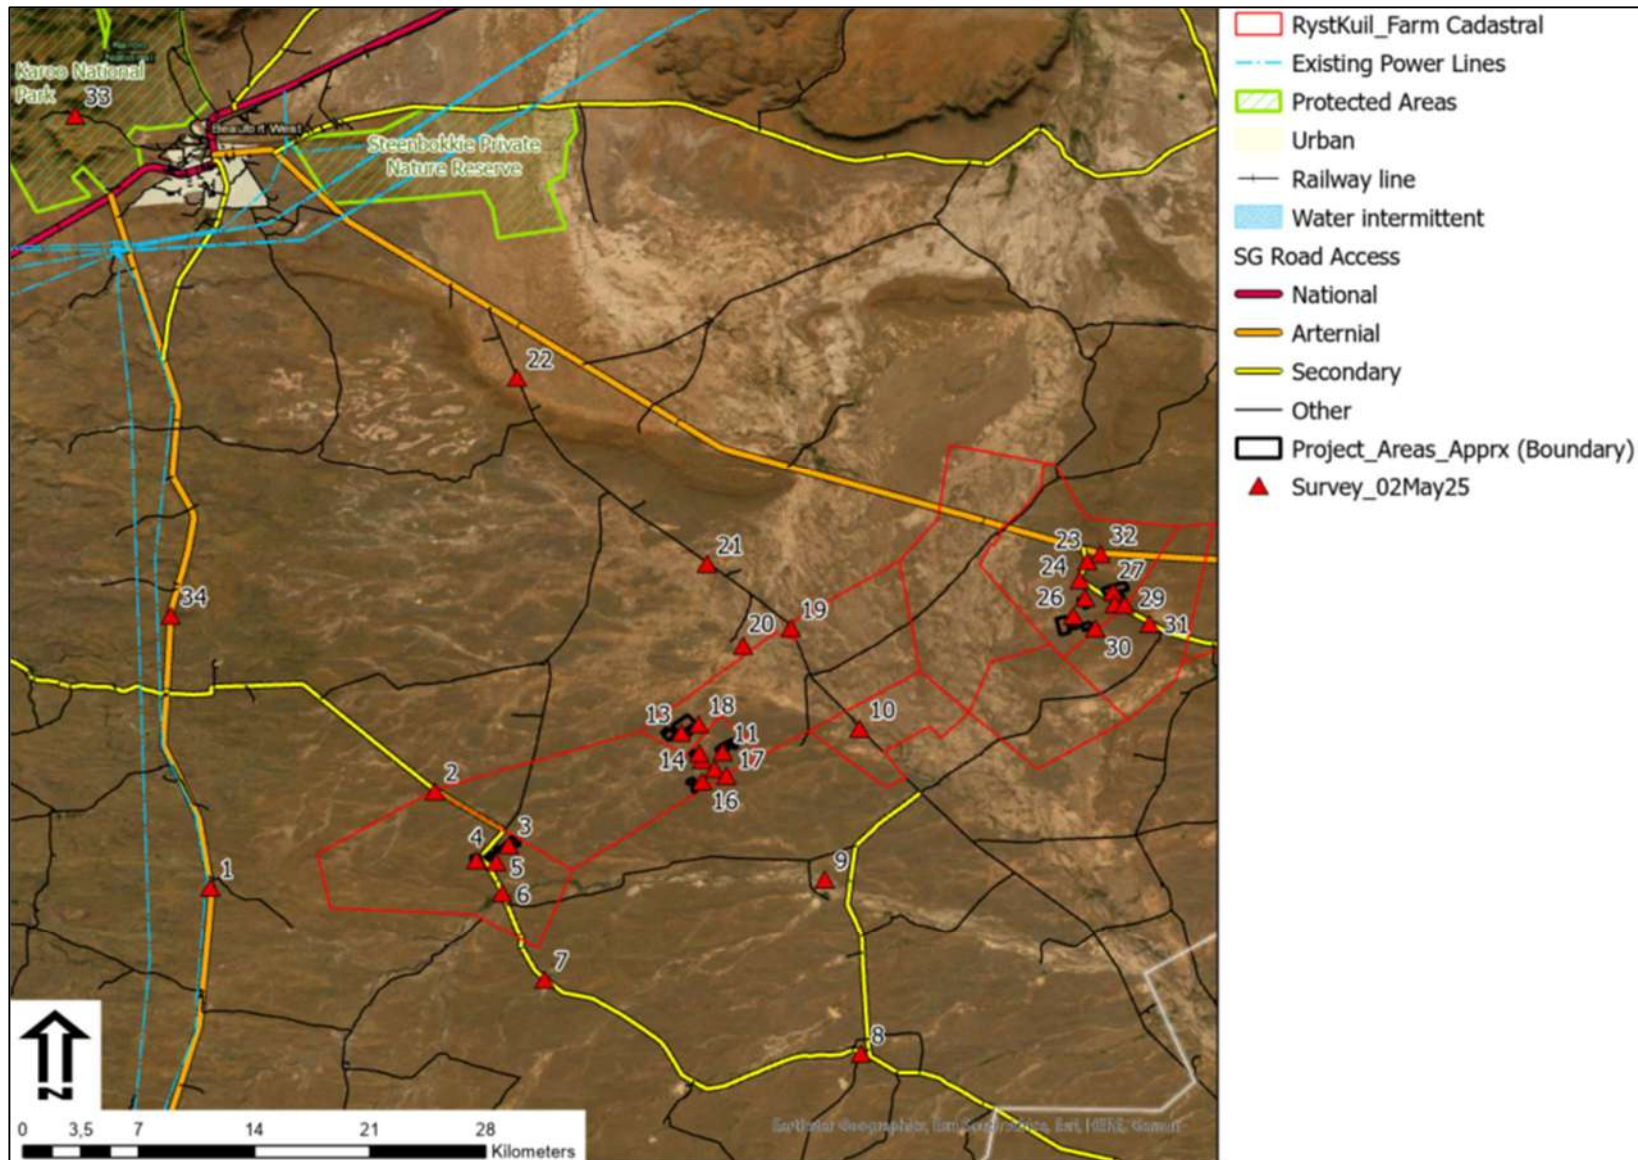 Karoo National
Park
33
Beaufort West
Steenbokkie Private
Nature Reserve
22
21
34
19
20
23
32
24
27
26
29
31
30
18
13
11
10
14
17
16
2
3
4
5
6
1
9
7
8
N
0
3,5
7
14
21
28
Kilometers
RystKuil_Farm Cadastral
Existing Power Lines
Protected Areas
Urban
Railway line
Water intermittent
SG Road Access
National
Arternial
Secondary
Other
Project_Areas_Apprx (Boundary)
Survey_02May25